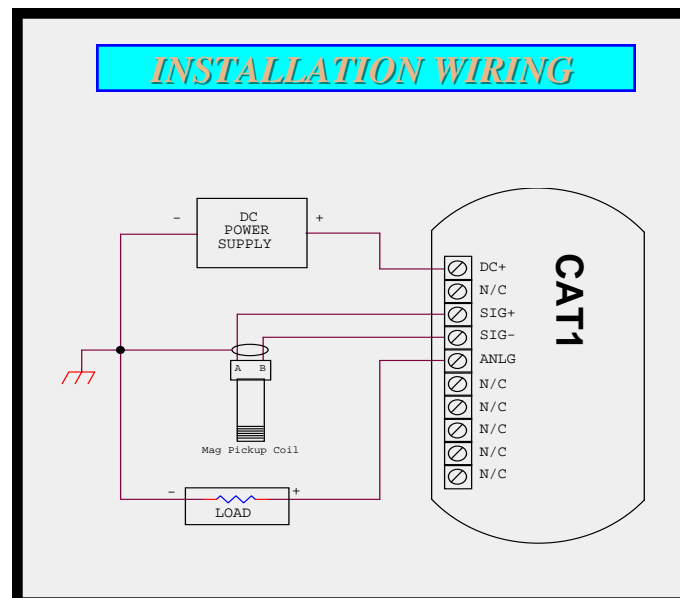 INSTALLATION WIRING
-
DC
POWER
SUPPLY
+
DC+
N/C
SIG+
SIG-
ANLG
N/C
N/C
N/C
N/C
N/C
CAT1
A B
Mag Pickup Coil
-
+
LOAD